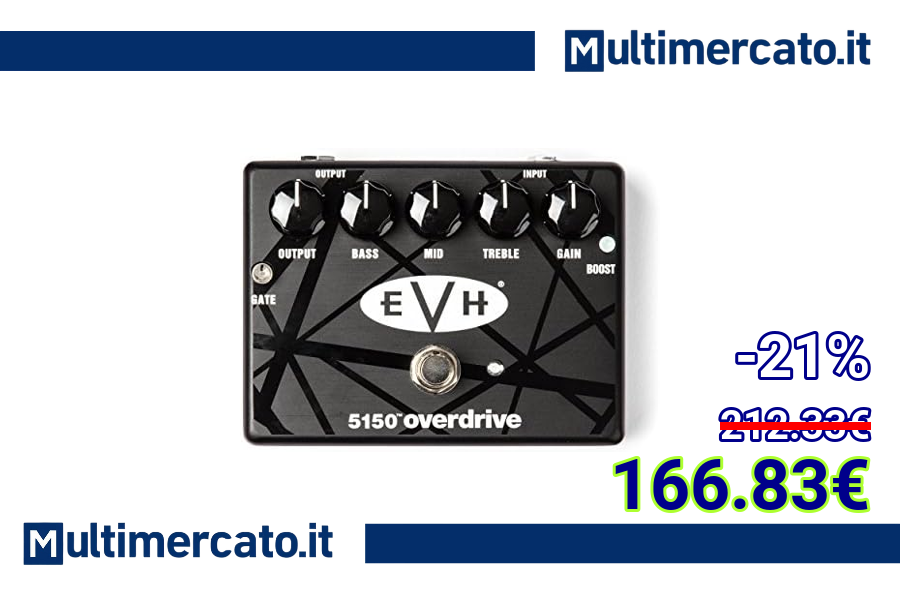 Multimercato.it
OUTPUT INPUT
OUTPUT BASS MID TREBLE GAIN
BOOST
GATE
EVH®
5150™ overdrive
-21%
212.33€
166.83€
Multimercato.it